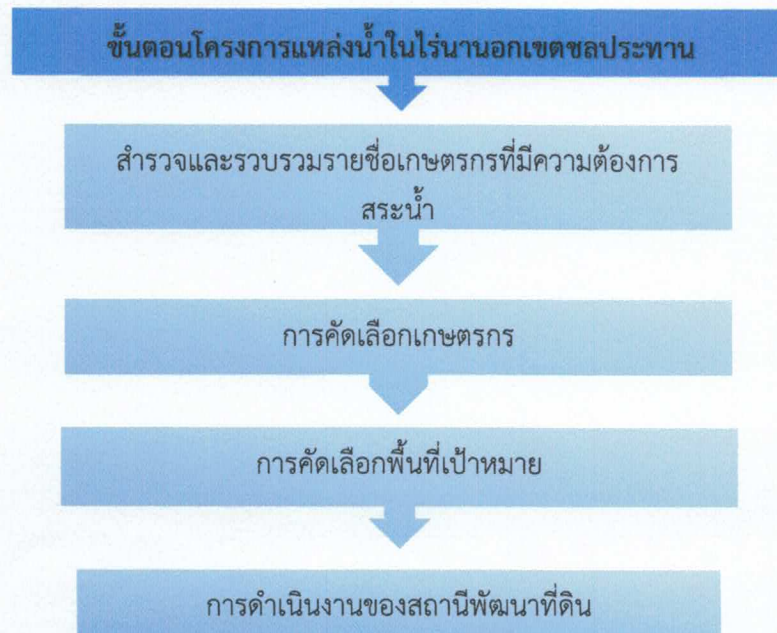 ขั้นตอนโครงการแหล่งน้ำในไร่นานอกเขตชลประทาน
สำรวจและรวบรวมรายชื่อเกษตรกรที่มีความต้องการ
สระน้ำ
การคัดเลือกเกษตรกร
การคัดเลือกพื้นที่เป้าหมาย
การดำเนินงานของสถานีพัฒนาที่ดิน